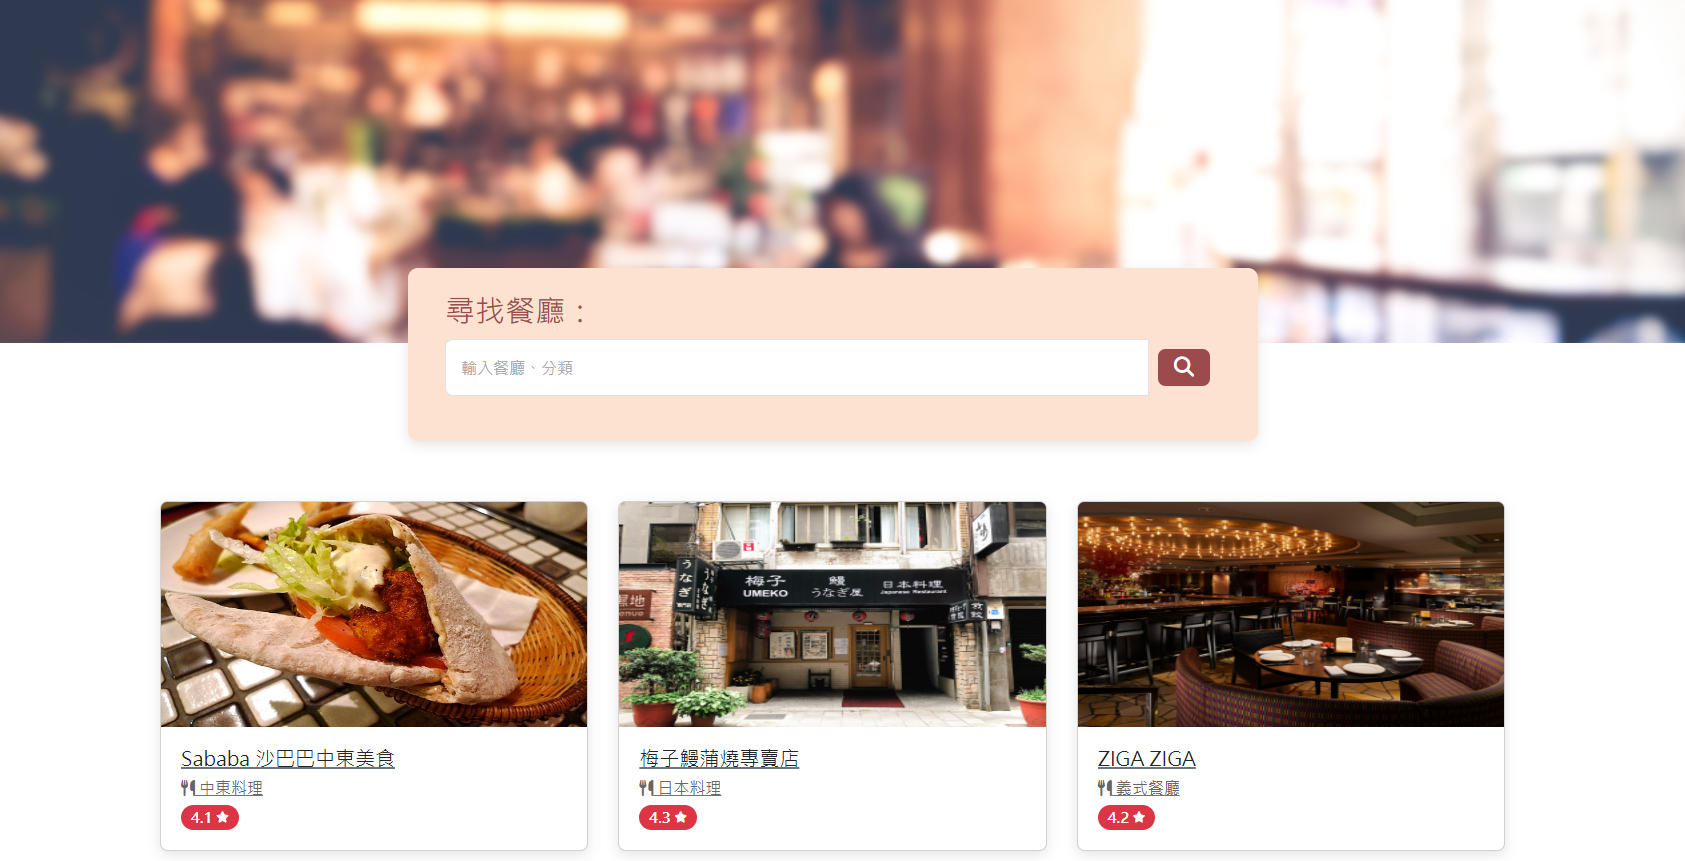 尋找餐廳：
輸入餐廳、分類
うなぎ
梅子
UMEKO
鰻
うなぎ屋
日本料理
Japanese Restaurant
Sababa 沙巴巴中東美食
中東料理
4.1
梅子鰻蒲燒專賣店
日本料理
4.3
ZIGA ZIGA
義式餐廳
4.2